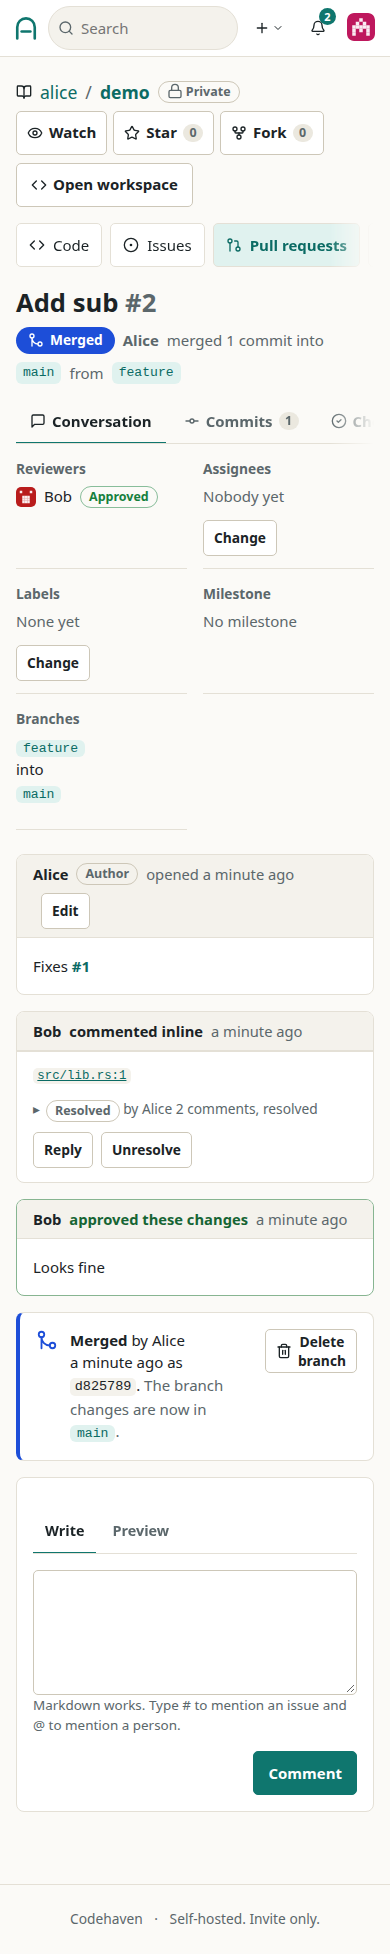 Search
2
alice / demo Private
Watch
Star 0
Fork 0
Open workspace
Code
Issues
Pull requests
Add sub #2
Merged Alice merged 1 commit into
main from feature
Conversation
Commits 1
Ch
Reviewers
Bob Approved
Assignees
Nobody yet
Change
Labels
None yet
Change
Milestone
No milestone
Branches
feature
into
main
Alice Author opened a minute ago
Edit
Fixes #1
Bob commented inline a minute ago
src/lib.rs:1
Resolved by Alice 2 comments, resolved
Reply
Unresolve
Bob approved these changes a minute ago
Looks fine
Merged by Alice
a minute ago as
d825789. The branch
changes are now in
main.
Delete
branch
Write
Preview
Markdown works. Type # to mention an issue and
@ to mention a person.
Comment
Codehaven · Self-hosted. Invite only.